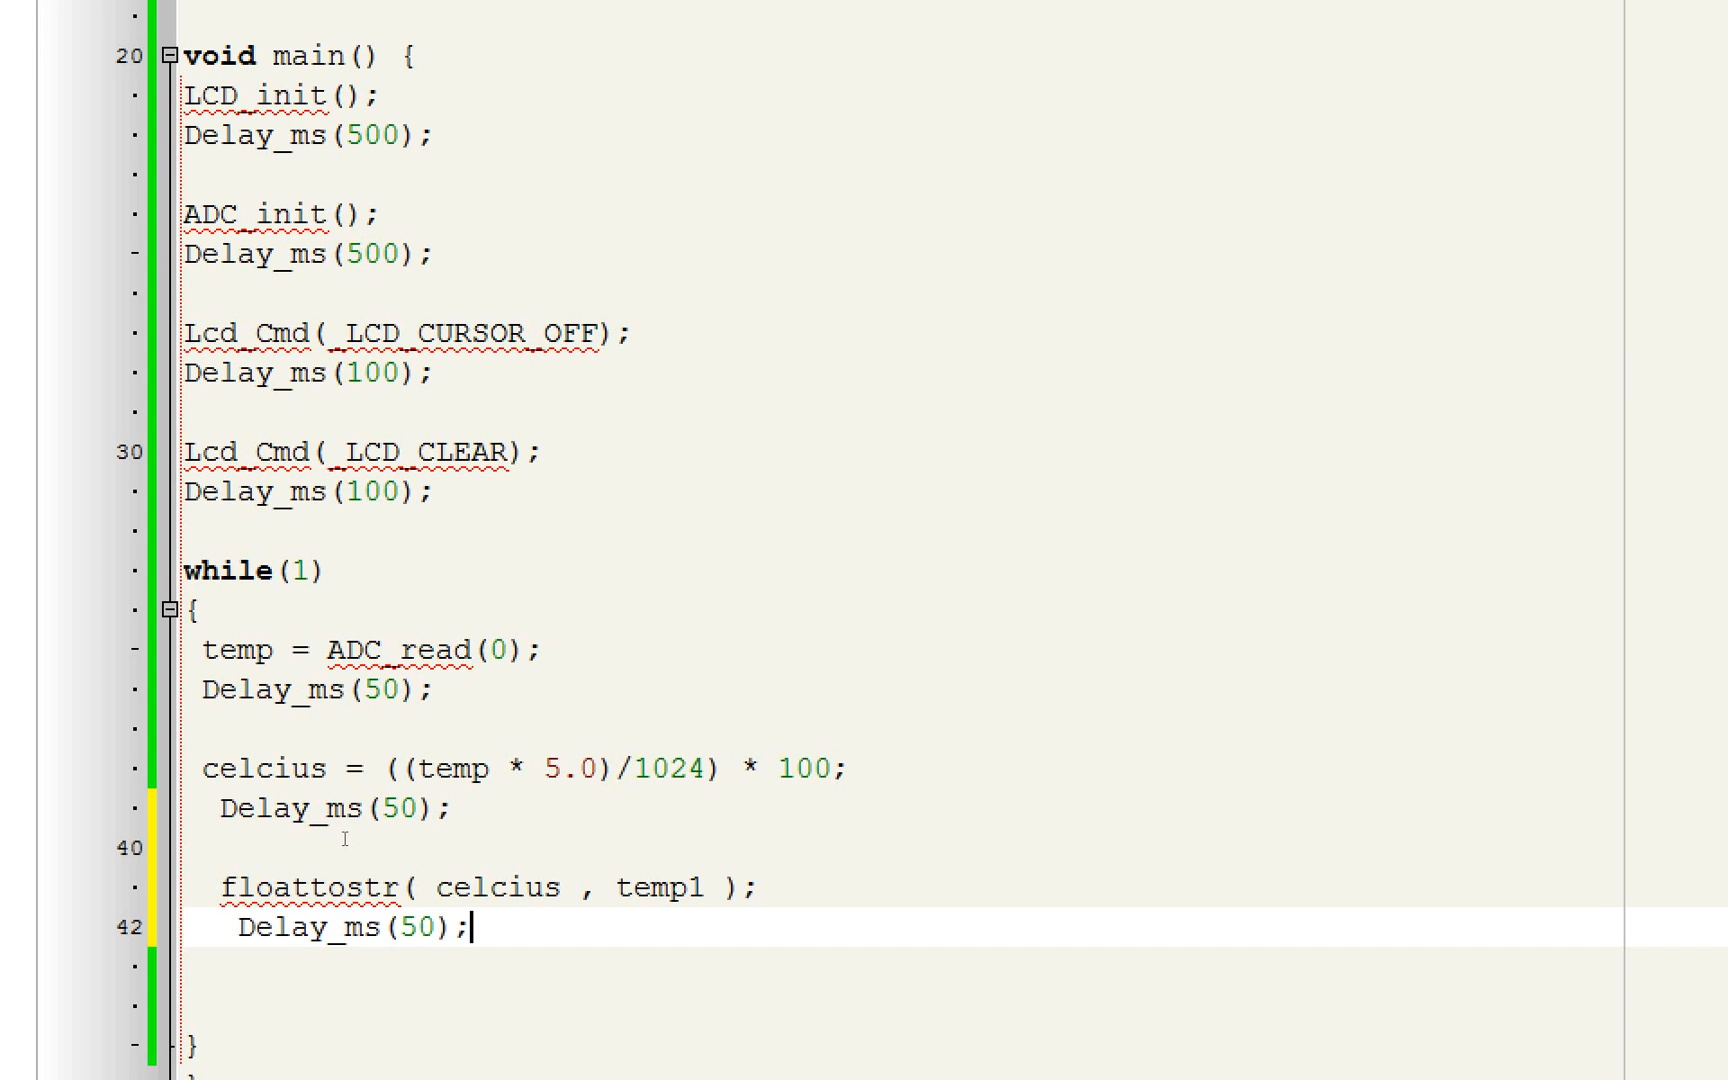 20 void main() {
LCD_init();
Delay_ms(500);
ADC_init();
Delay_ms(500);
Lcd_Cmd(_LCD_CURSOR_OFF);
Delay_ms(100);
30 Lcd_Cmd(_LCD_CLEAR);
Delay_ms(100);
while(1)
{
temp = ADC_read(0);
Delay_ms(50);
celcius = ((temp * 5.0)/1024) * 100;
Delay_ms(50);
40
floattostr( celcius , temp1 );
42 Delay_ms(50);
}
}